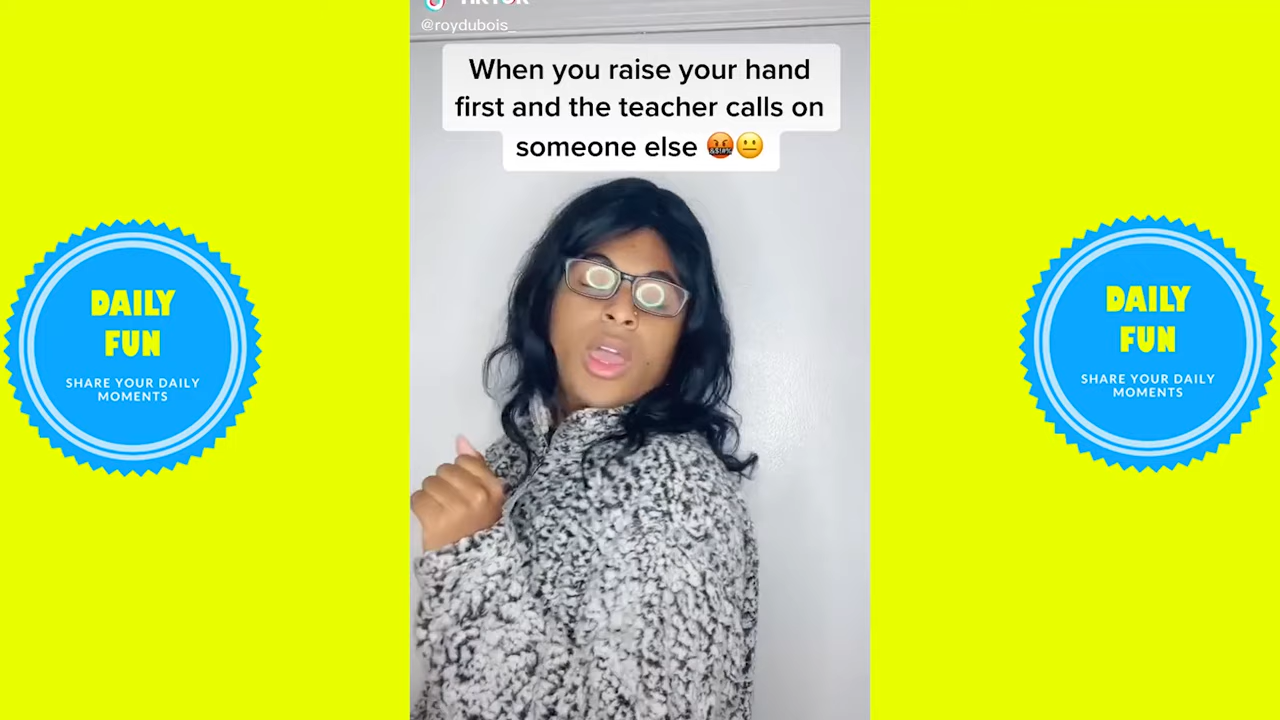 TikTok
@roydubois_
When you raise your hand
first and the teacher calls on
someone else 🤬😐
DAILY
FUN
SHARE YOUR DAILY
MOMENTS
DAILY
FUN
SHARE YOUR DAILY
MOMENTS